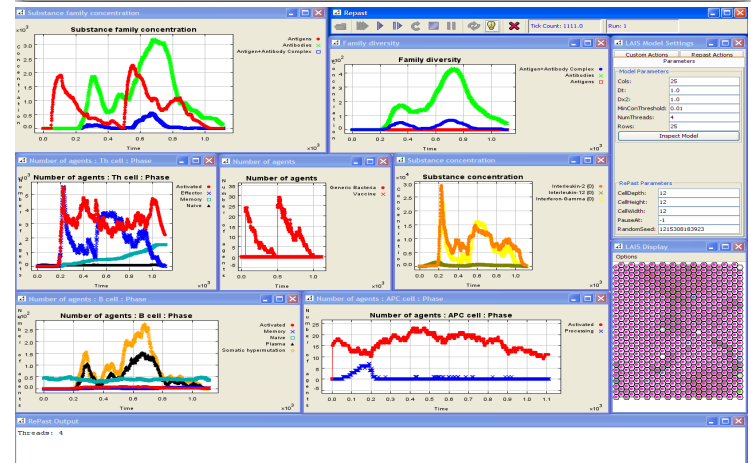 Substance family concentration
Substance family concentration
Antigens
Antibodies
Antigen+Antibody Complex
Time
Repast
Tick Count: 1111.0
Run: 1
Family diversity
Family diversity
Antigen+Antibody Complex
Antibodies
Antigens
Time
LAIS Model Settings
Custom Actions
Repast Actions
Parameters
Model Parameters
Cols: 25
Dt: 1.0
Dx2: 1.0
MinConThreshold: 0.01
NumThreads: 4
Rows: 25
Inspect Model
RePast Parameters
CellDepth: 12
CellHeight: 12
CellWidth: 12
PauseAt: -1
RandomSeed: 1215308183923
Number of agents : Th cell : Phase
Number of agents : Th cell : Phase
Activated
Effector
Memory
Naive
Time
Number of agents
Number of agents
Generic Bacteria
Vaccine
Time
Substance concentration
Substance concentration
Interleukin-2 (D)
Interleukin-12 (D)
Interferon-Gamma (D)
Time
LAIS Display
Options
Number of agents : B cell : Phase
Number of agents : B cell : Phase
Activated
Memory
Naive
Plasma
Somatic hypermutation
Time
Number of agents : APC cell : Phase
Number of agents : APC cell : Phase
Activated
Processing
Time
RePast Output
Threads: 4